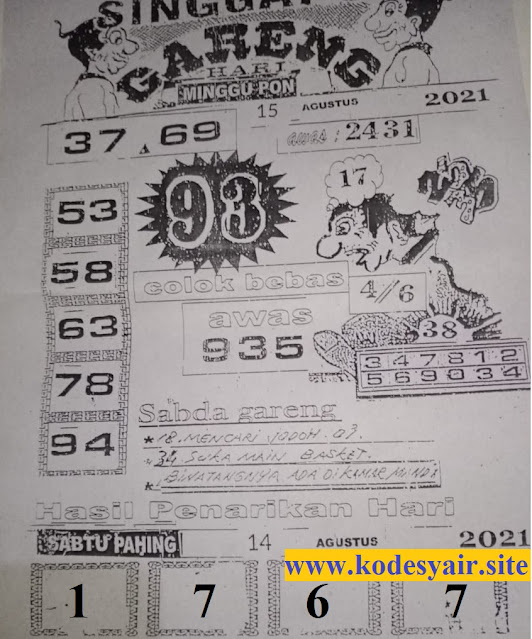 GARENG
HARI
MINGGU PON
15 AGUSTUS 2021
37 69
AWAS : 2431
53
58
63
78
94
93
17
colok bebas
4//6
awas
935
38
347812
569034
Sabda gareng
* 18. MENCARI JODOH. 03.
* 34 SUKA MAIN BASKET.
* BINATANGNYA ADA DI KAMAR MANDI
Hasil Penarikan Hari
SABTU PAHING 14 AGUSTUS 2021
www.kodesyair.site
1 7 6 7